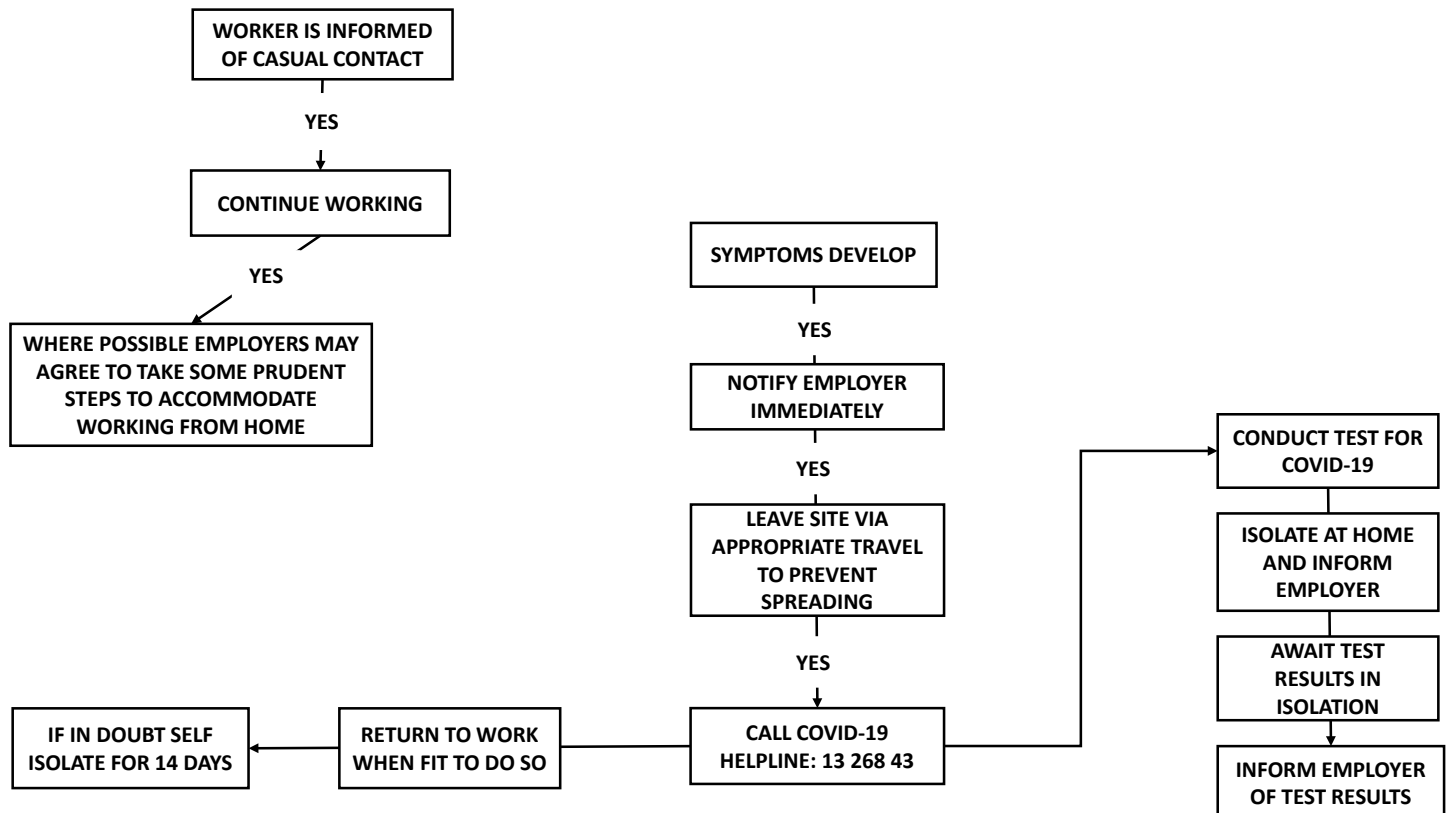 WORKER IS INFORMED
OF CASUAL CONTACT
YES
CONTINUE WORKING
YES
WHERE POSSIBLE EMPLOYERS MAY
AGREE TO TAKE SOME PRUDENT
STEPS TO ACCOMMODATE
WORKING FROM HOME
SYMPTOMS DEVELOP
YES
NOTIFY EMPLOYER
IMMEDIATELY
YES
LEAVE SITE VIA
APPROPRIATE TRAVEL
TO PREVENT
SPREADING
YES
CALL COVID-19
HELPLINE: 13 268 43
RETURN TO WORK
WHEN FIT TO DO SO
IF IN DOUBT SELF
ISOLATE FOR 14 DAYS
CONDUCT TEST FOR
COVID-19
ISOLATE AT HOME
AND INFORM
EMPLOYER
AWAIT TEST
RESULTS IN
ISOLATION
INFORM EMPLOYER
OF TEST RESULTS